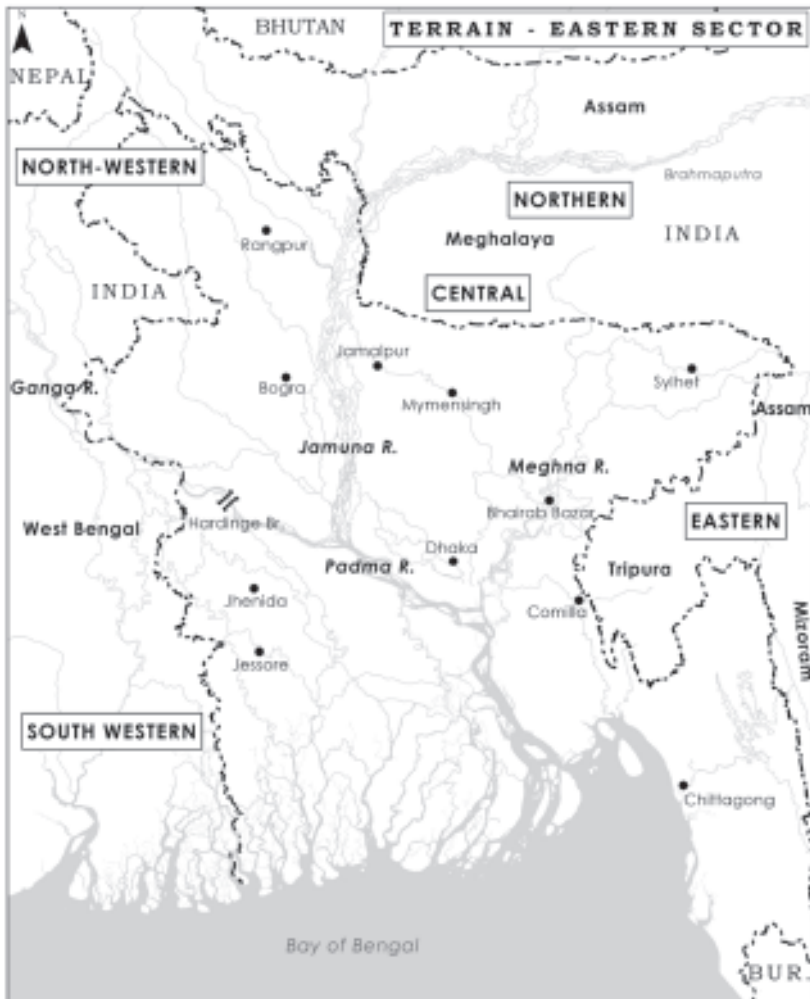 N
BHUTAN
TERRAIN - EASTERN SECTOR
NEPAL
Assam
NORTH-WESTERN
Brahmaputra
NORTHERN
Rangpur
Meghalaya
INDIA
INDIA
CENTRAL
Jamalpur
Sylhet
Ganga R.
Bogra
Mymensingh
Assam
Jamuna R.
Meghna R.
Bhairab Bazar
EASTERN
West Bengal
Hardinge Br.
Dhaka
Padma R.
Tripura
Jhenida
Comilla
Mizoram
Jessore
SOUTH WESTERN
Chittagong
Bay of Bengal
BUR.